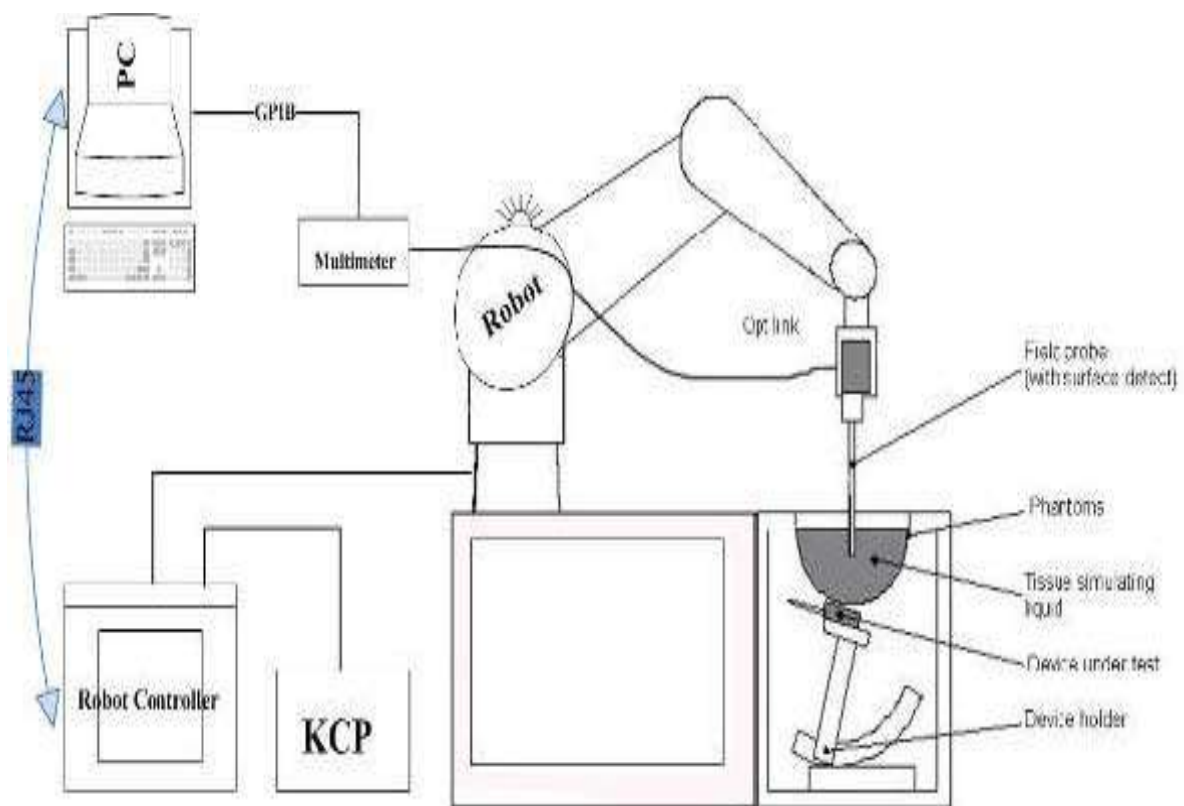 PC
GPIB
Multimeter
Robot
Opt link
Field probe
(with surface detect)
Phantoms
Tissue simulating
liquid
Device under test
Device holder
RJ45
Robot Controller
KCP